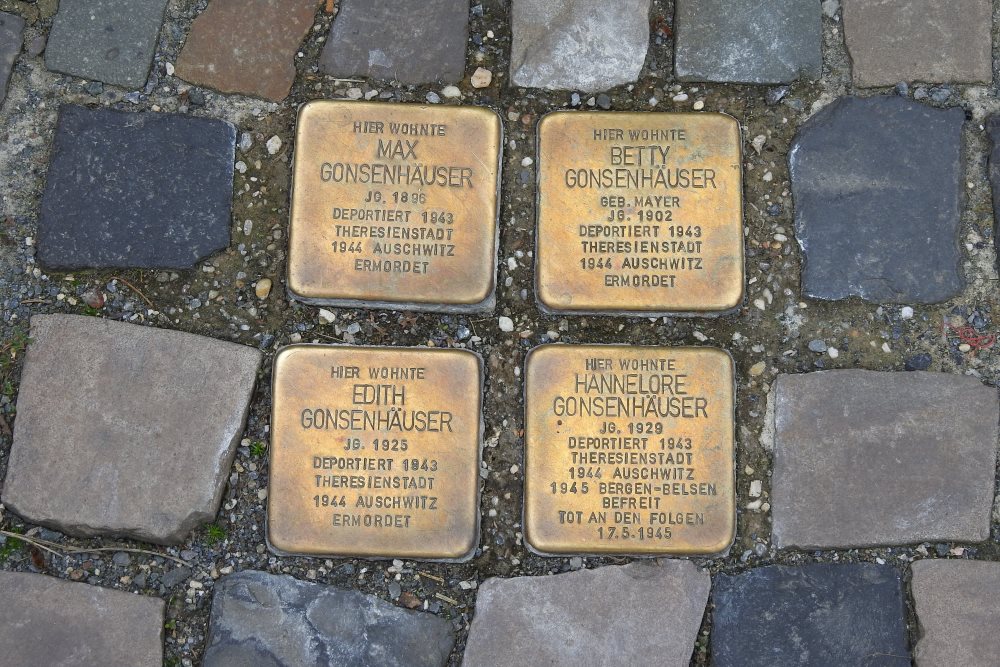 HIER WOHNTE
MAX
GONSENHÄUSER
JG. 1896
DEPORTIERT 1943
THERESIENSTADT
1944 AUSCHWITZ
ERMORDET
HIER WOHNTE
BETTY
GONSENHÄUSER
GEB. MAYER
JG. 1902
DEPORTIERT 1943
THERESIENSTADT
1944 AUSCHWITZ
ERMORDET
HIER WOHNTE
EDITH
GONSENHÄUSER
JG. 1925
DEPORTIERT 1943
THERESIENSTADT
1944 AUSCHWITZ
ERMORDET
HIER WOHNTE
HANNELORE
GONSENHÄUSER
JG. 1929
DEPORTIERT 1943
THERESIENSTADT
1944 AUSCHWITZ
1945 BERGEN-BELSEN
BEFREIT
TOT AN DEN FOLGEN
17.5.1945